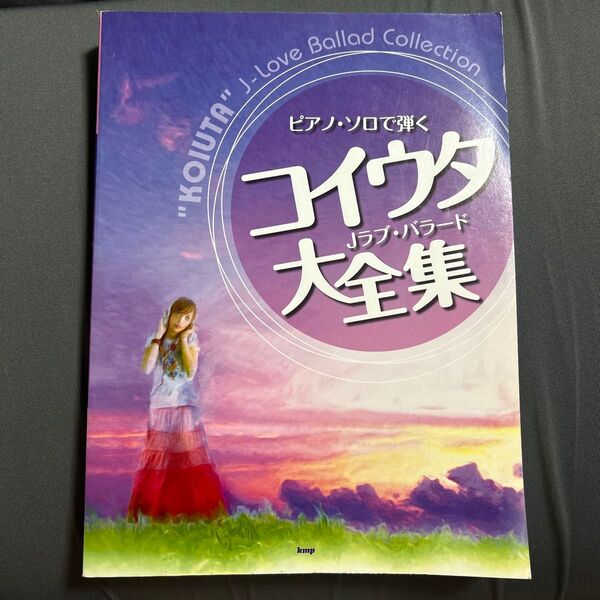 "KOIUTA" J-Love Ballad Collection
ピアノ・ソロで弾く
コイウタ
Jラブ・バラード
大全集
kmp